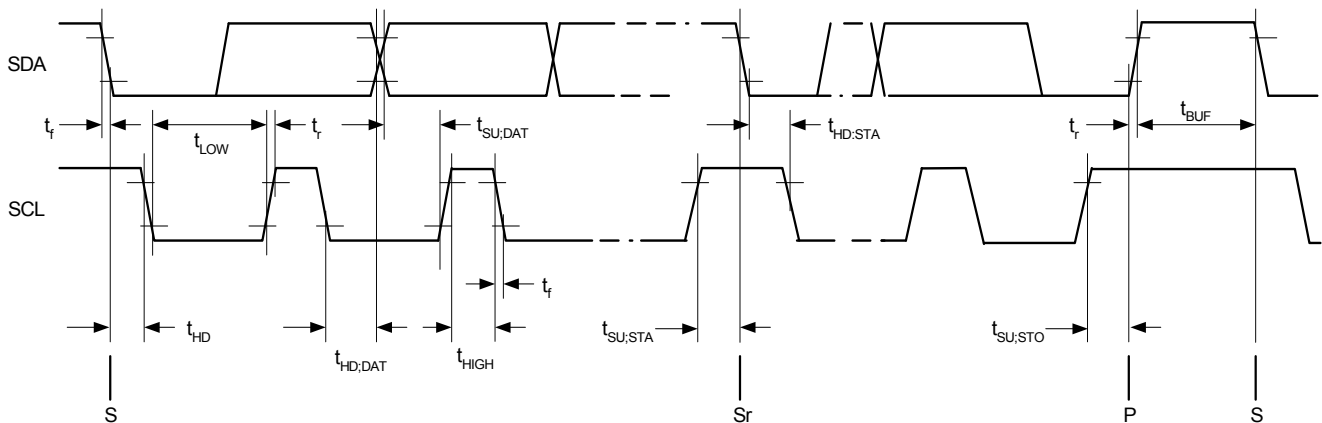 SDA
t_f
t_LOW
t_r
t_SU;DAT
t_HD:STA
t_r
t_BUF
SCL
t_HD
t_HD;DAT
t_HIGH
t_f
t_SU;STA
t_SU;STO
S
Sr
P
S